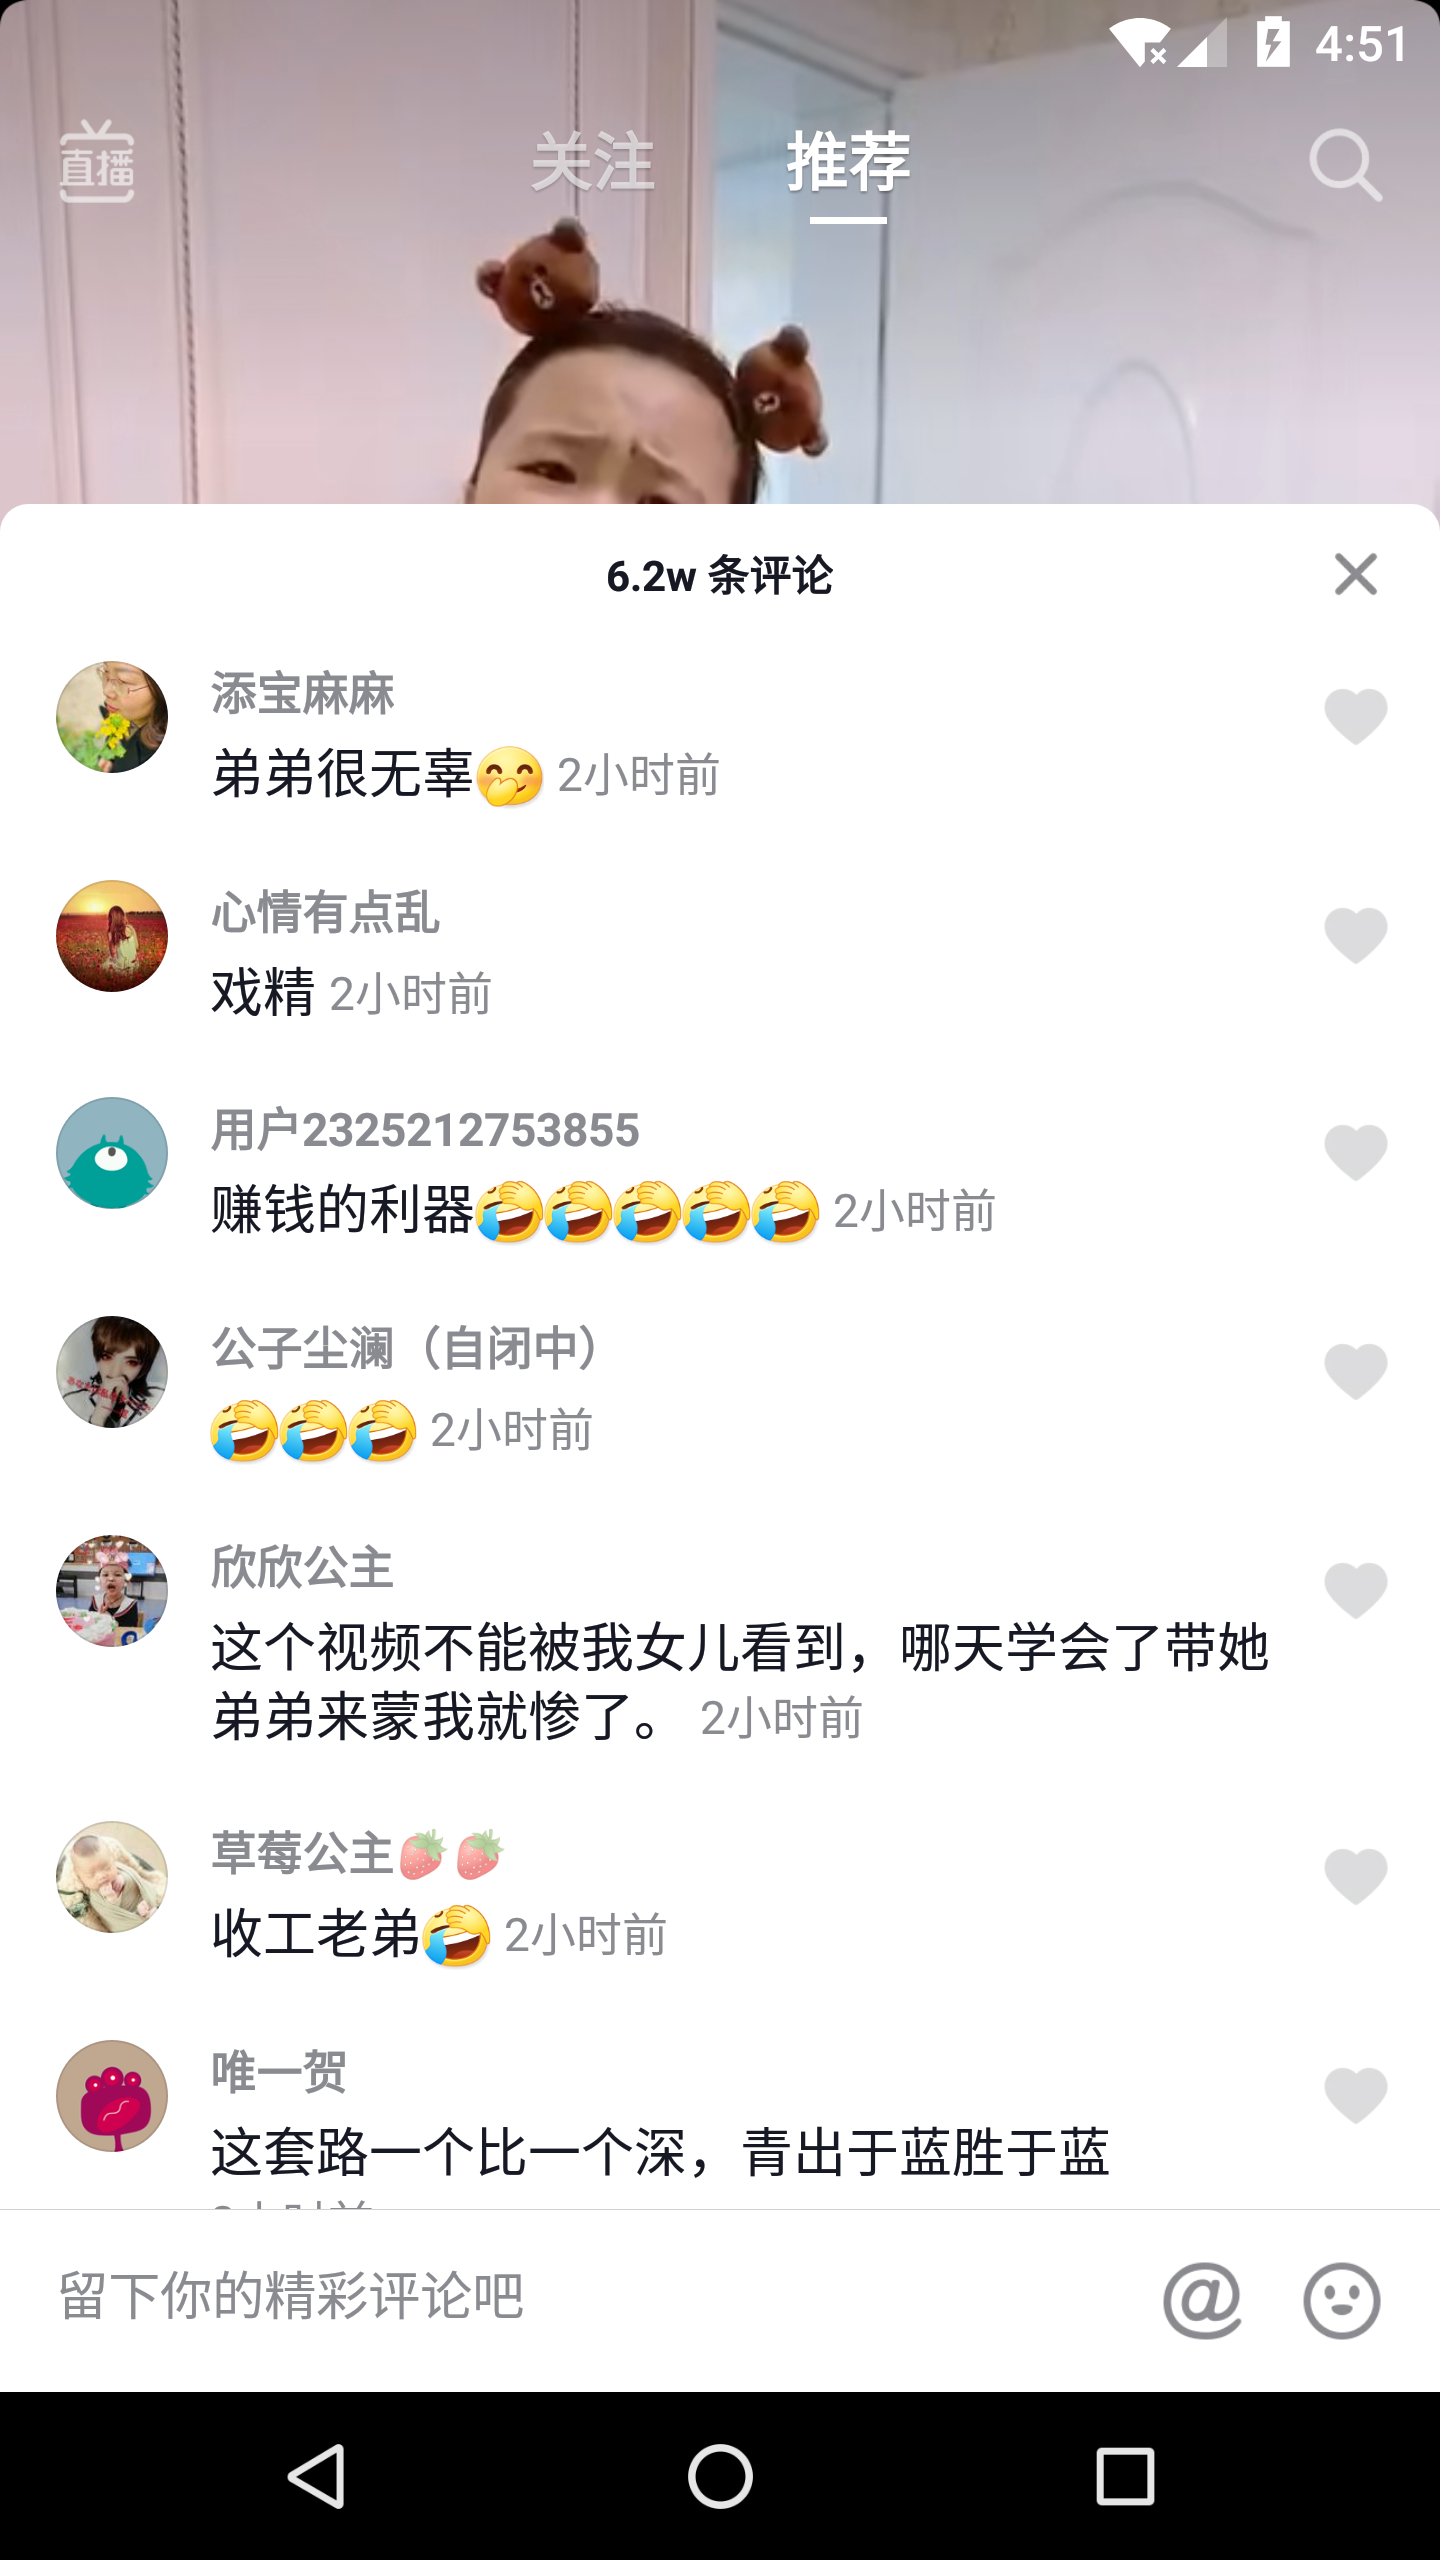 4:51
直播
关注
推荐
6.2w 条评论
添宝麻麻
弟弟很无辜🤭 2小时前
心情有点乱
戏精 2小时前
用户2325212753855
赚钱的利器 2小时前
公子尘澜（自闭中）
2小时前
欣欣公主
这个视频不能被我女儿看到，哪天学会了带她
弟弟来蒙我就惨了。 2小时前
草莓公主🍓🍓
收工老弟 2小时前
唯一贺
这套路一个比一个深，青出于蓝胜于蓝
留下你的精彩评论吧
@